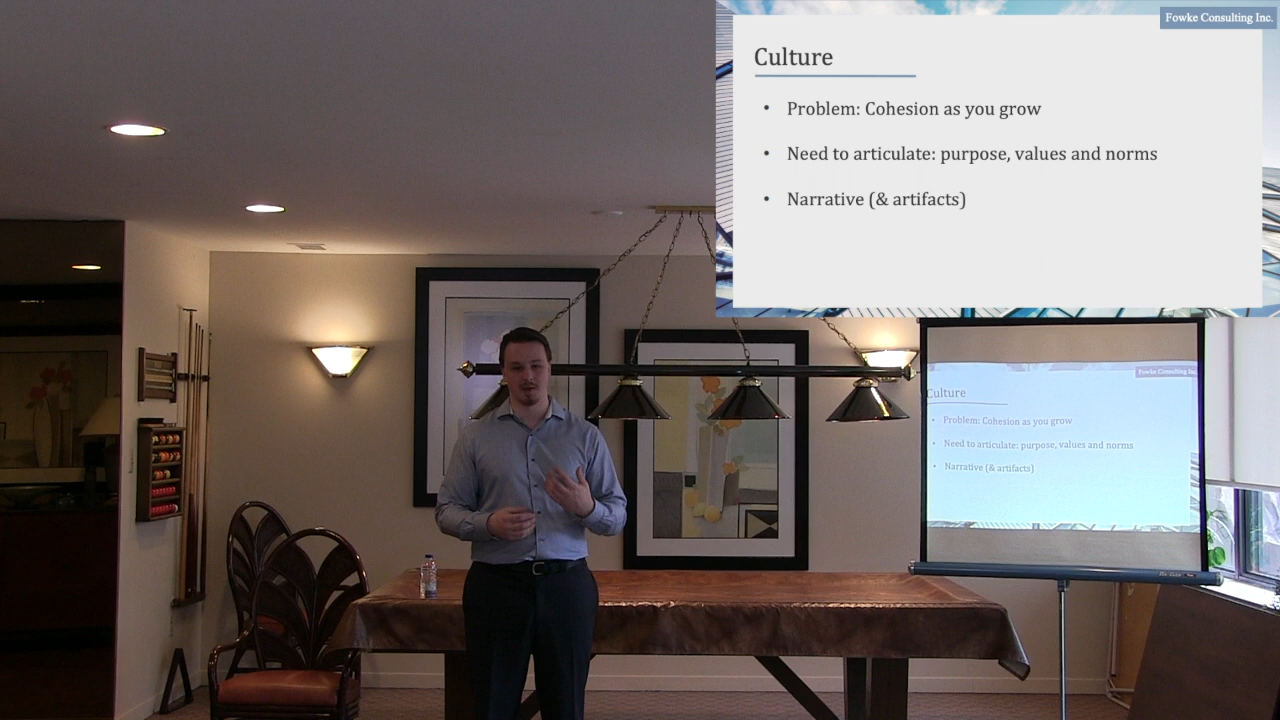 Fowke Consulting Inc.
Culture
• Problem: Cohesion as you grow
• Need to articulate: purpose, values and norms
• Narrative (& artifacts)
Fowke Consulting Inc.
Culture
• Problem: Cohesion as you grow
• Need to articulate: purpose, values and norms
• Narrative (& artifacts)